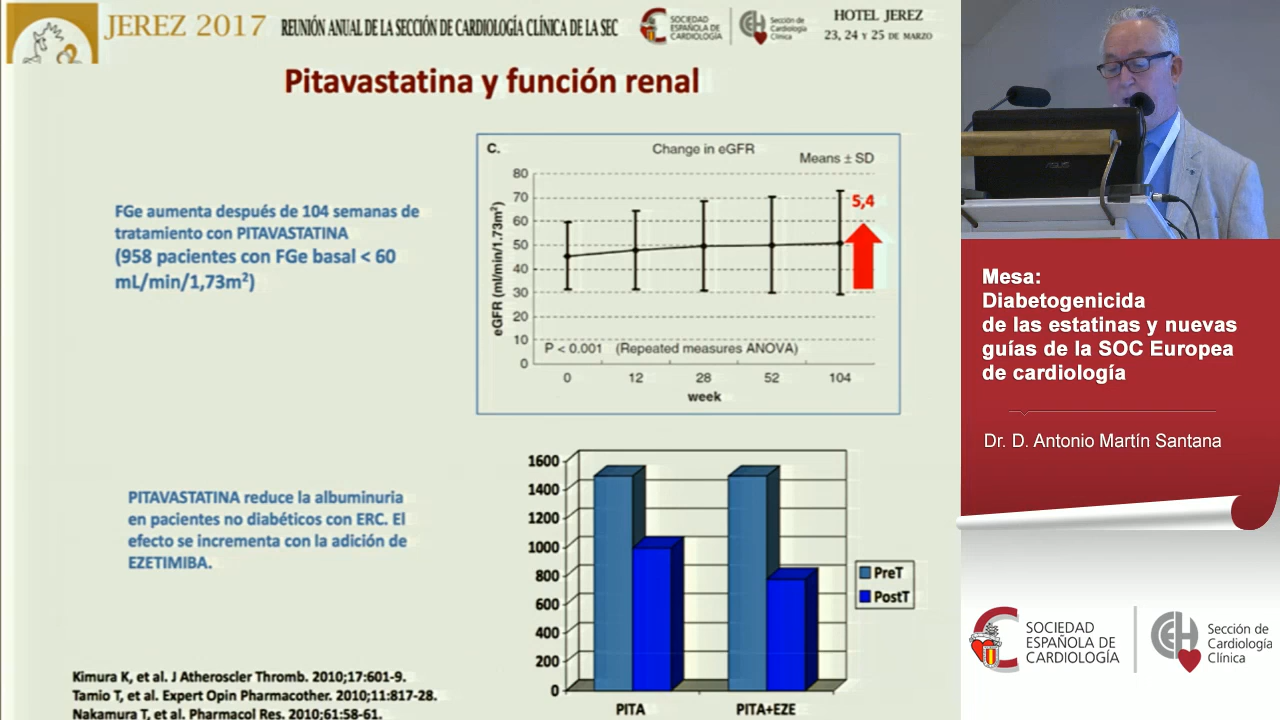 JEREZ 2017
REUNIÓN ANUAL DE LA SECCIÓN DE CARDIOLOGÍA CLÍNICA DE LA SEC
SOCIEDAD
ESPAÑOLA DE
CARDIOLOGÍA
Sección de
Cardiología
Clínica
HOTEL JEREZ
23, 24 Y 25 DE MARZO
Pitavastatina y función renal
FGe aumenta después de 104 semanas de
tratamiento con PITAVASTATINA
(958 pacientes con FGe basal < 60
mL/min/1,73m²)
C.
Change in eGFR
Means ± SD
eGFR (ml/min/1.73m²)
80
70
60
50
40
30
20
10
0
5,4
P < 0.001 (Repeated measures ANOVA)
0 12 28 52 104
week
PITAVASTATINA reduce la albuminuria
en pacientes no diabéticos con ERC. El
efecto se incrementa con la adición de
EZETIMIBA.
1600
1400
1200
1000
800
600
400
200
0
PITA PITA+EZE
PreT
PostT
Kimura K, et al. J Atheroscler Thromb. 2010;17:601-9.
Tamio T, et al. Expert Opin Pharmacother. 2010;11:817-28.
Nakamura T, et al. Pharmacol Res. 2010;61:58-61.
ASUS
Mesa:
Diabetogenicida
de las estatinas y nuevas
guías de la SOC Europea
de cardiología
Dr. D. Antonio Martín Santana
SOCIEDAD
ESPAÑOLA DE
CARDIOLOGÍA
Sección de
Cardiología
Clínica